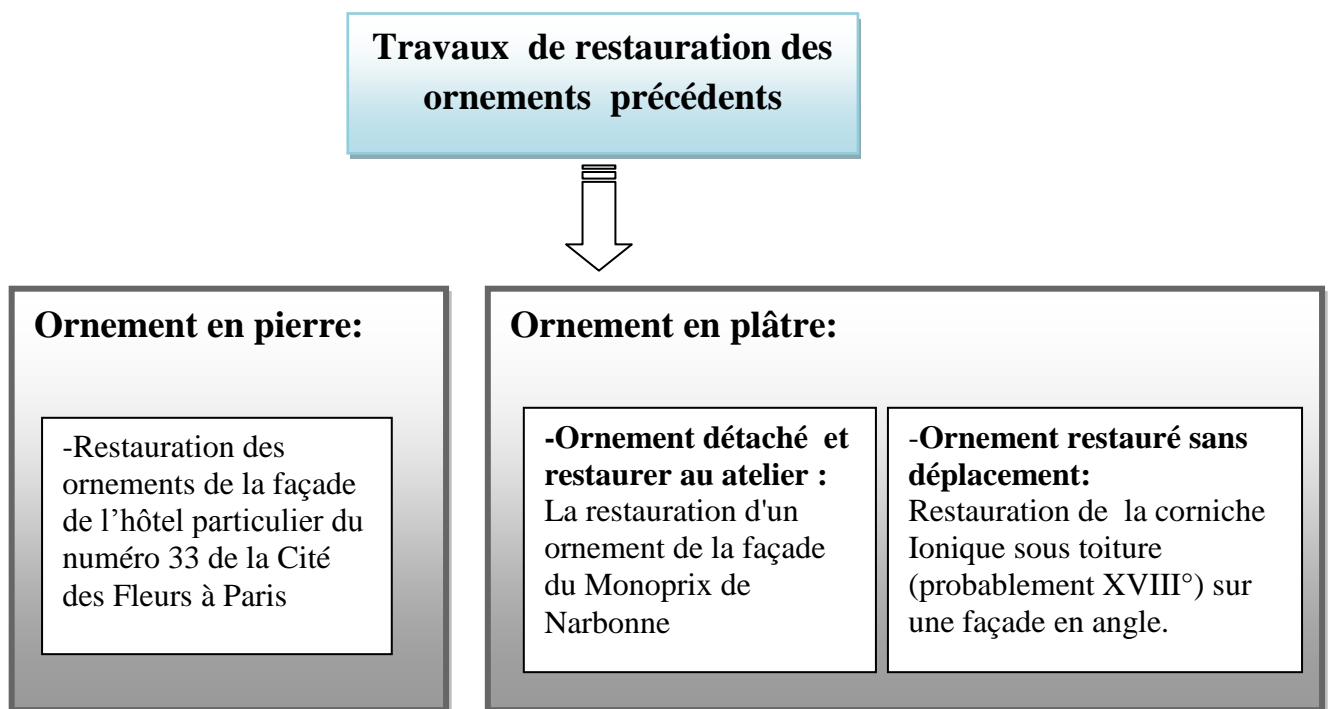 Travaux de restauration des
ornements précédents
Ornement en pierre:
-Restauration des
ornements de la façade
de l’hôtel particulier du
numéro 33 de la Cité
des Fleurs à Paris
Ornement en plâtre:
-Ornement détaché et
restaurer au atelier :
La restauration d'un
ornement de la façade
du Monoprix de
Narbonne
-Ornement restauré sans
déplacement:
Restauration de la corniche
Ionique sous toiture
(probablement XVIII°) sur
une façade en angle.